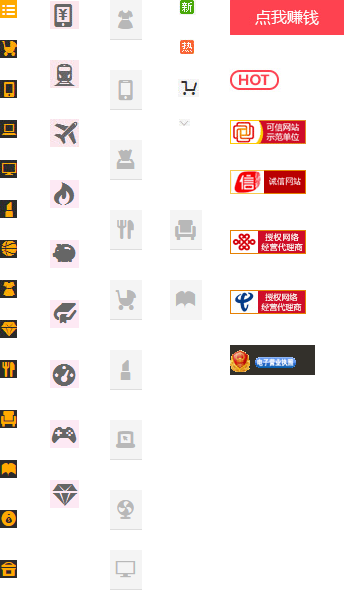 新
点我赚钱
热
HOT
可信网站
示范单位
信
诚信网站
授权网络
经营代理商
授权网络
经营代理商
电子营业执照